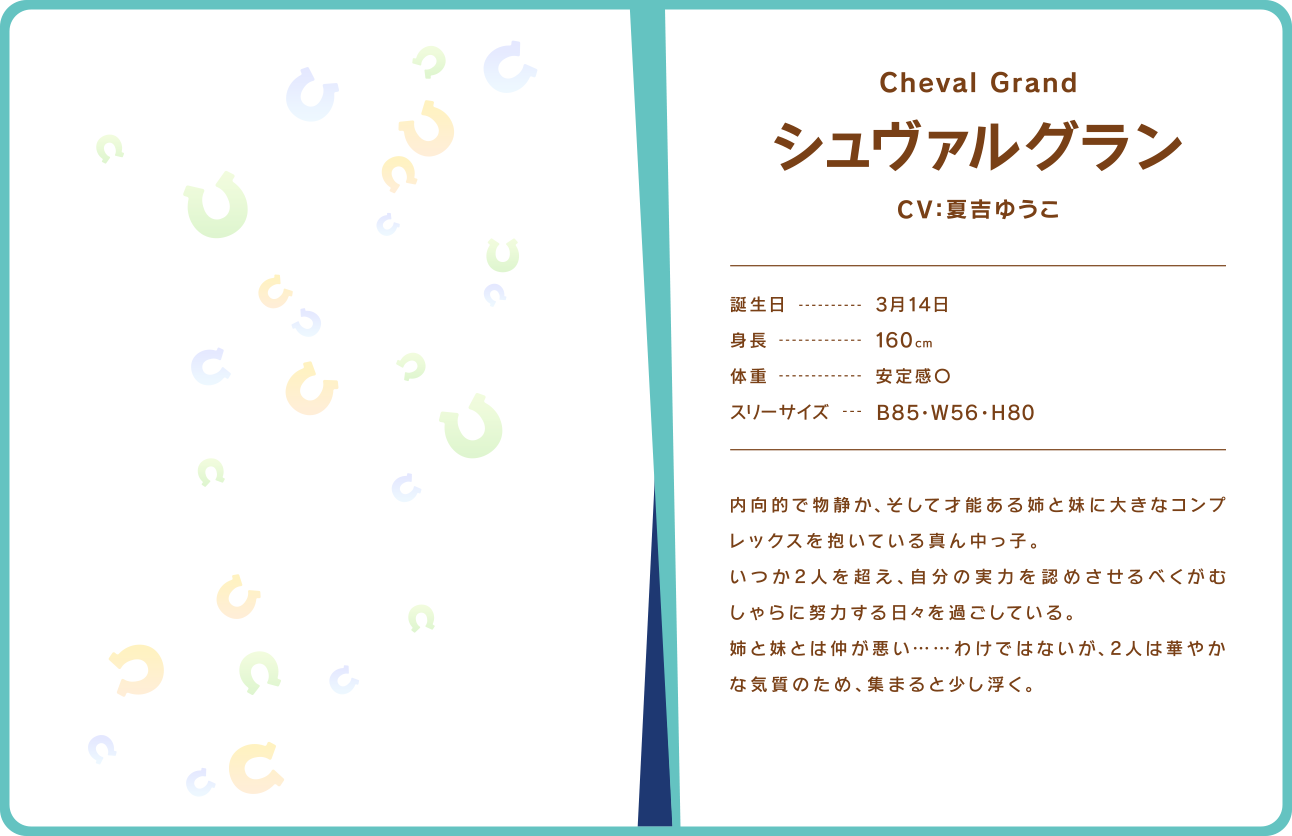 Cheval Grand
シュヴァルグラン
CV:夏吉ゆうこ
誕生日 ---------- 3月14日
身長 ------------- 160cm
体重 ------------- 安定感〇
スリーサイズ --- B85・W56・H80
内向的で物静か、そして才能ある姉と妹に大きなコンプ
レックスを抱いている真ん中っ子。
いつか2人を超え、自分の実力を認めさせるべくがむ
しゃらに努力する日々を過ごしている。
姉と妹とは仲が悪い……わけではないが、2人は華やか
な気質のため、集まると少し浮く。